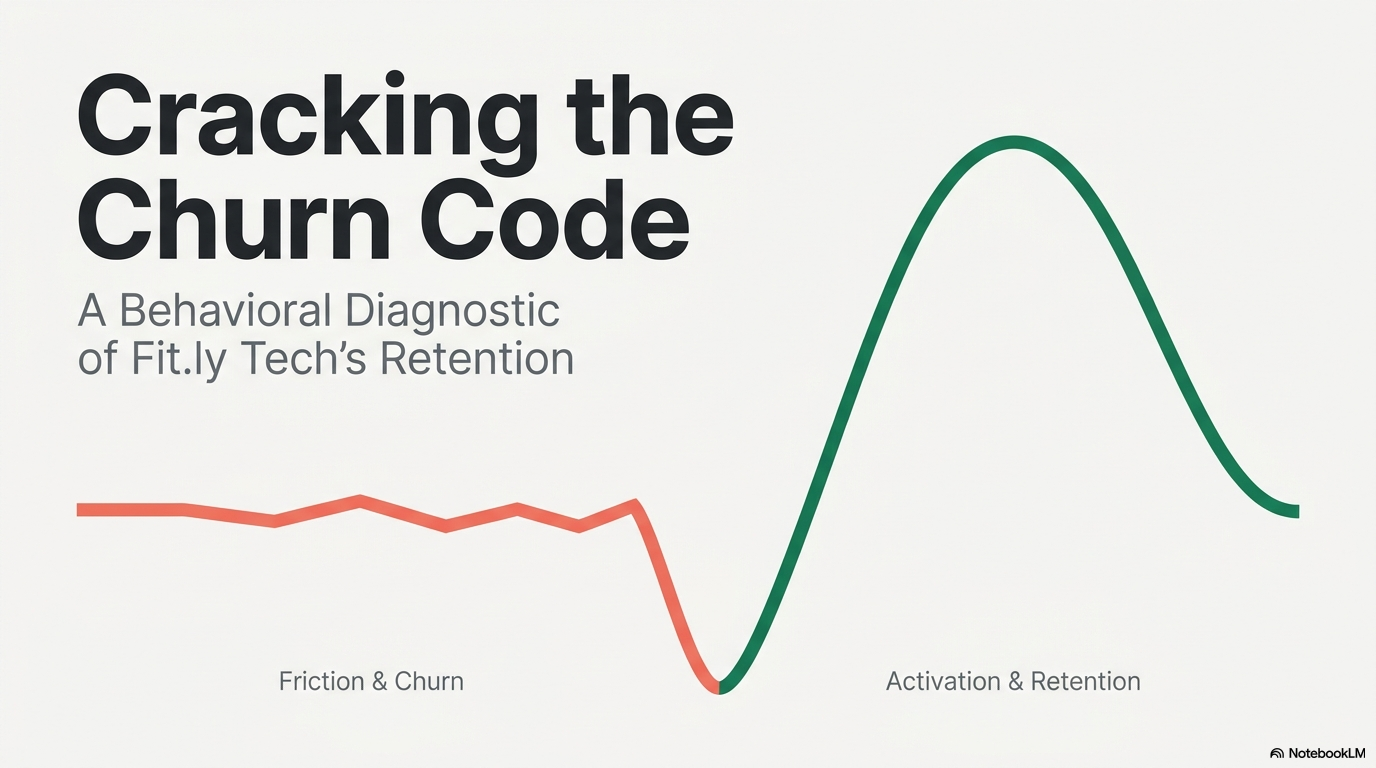 Cracking the
Churn Code
A Behavioral Diagnostic
of Fit.ly Tech’s Retention
Friction & Churn
Activation & Retention
NotebookLM